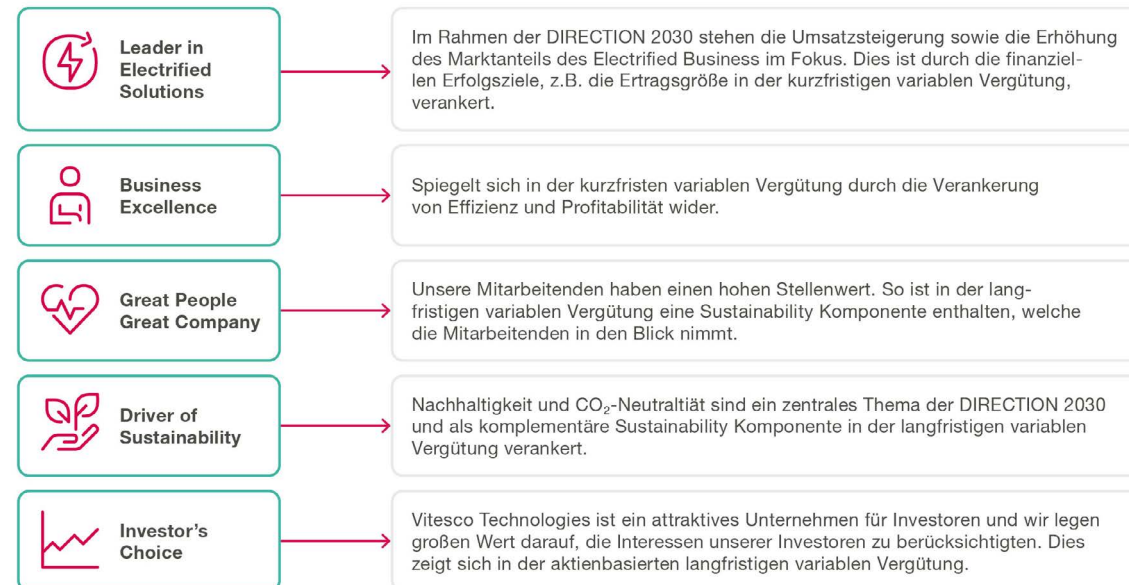 Leader in
Electrified
Solutions
Im Rahmen der DIRECTION 2030 stehen die Umsatzsteigerung sowie die Erhöhung
des Marktanteils des Electrified Business im Fokus. Dies ist durch die finanziel-
len Erfolgsziele, z.B. die Ertragsgröße in der kurzfristigen variablen Vergütung,
verankert.
Business
Excellence
Spiegelt sich in der kurzfristen variablen Vergütung durch die Verankerung
von Effizienz und Profitabilität wider.
Great People
Great Company
Unsere Mitarbeitenden haben einen hohen Stellenwert. So ist in der lang-
fristigen variablen Vergütung eine Sustainability Komponente enthalten, welche
die Mitarbeitenden in den Blick nimmt.
Driver of
Sustainability
Nachhaltigkeit und CO₂-Neutraltiät sind ein zentrales Thema der DIRECTION 2030
und als komplementäre Sustainability Komponente in der langfristigen variablen
Vergütung verankert.
Investor’s
Choice
Vitesco Technologies ist ein attraktives Unternehmen für Investoren und wir legen
großen Wert darauf, die Interessen unserer Investoren zu berücksichtigten. Dies
zeigt sich in der aktienbasierten langfristigen variablen Vergütung.